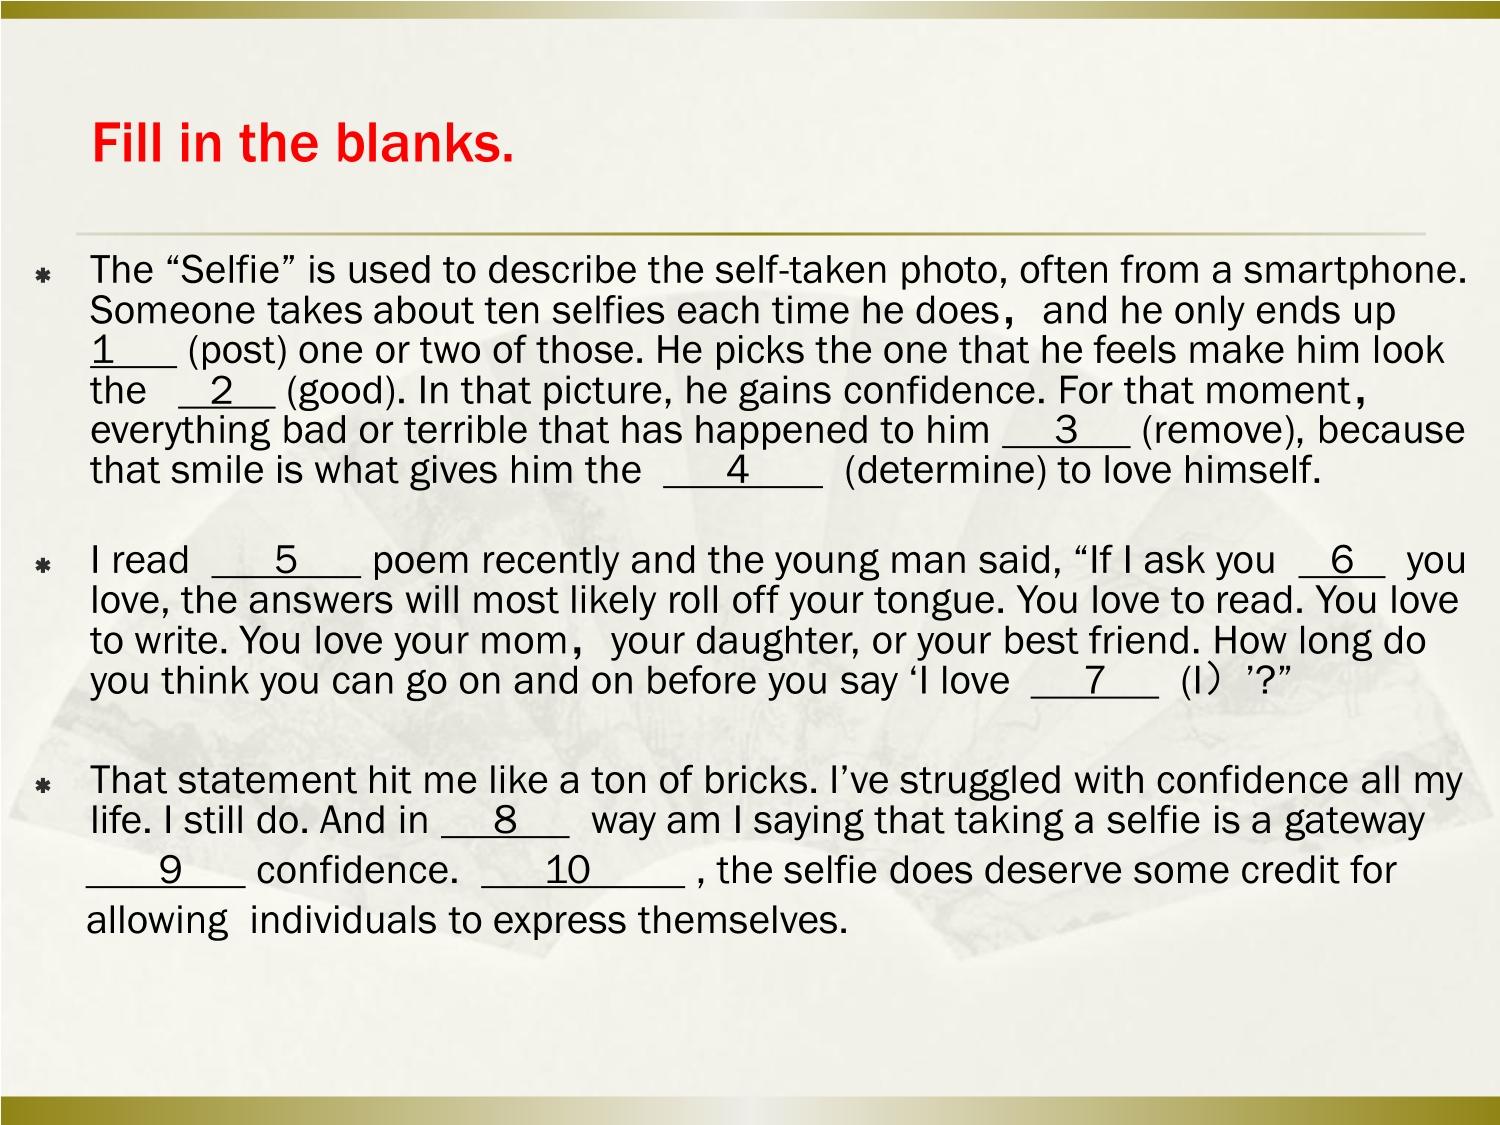 Fill in the blanks.
The “Selfie” is used to describe the self-taken photo, often from a smartphone.
Someone takes about ten selfies each time he does， and he only ends up
1___ (post) one or two of those. He picks the one that he feels make him look
the __2__ (good). In that picture, he gains confidence. For that moment，
everything bad or terrible that has happened to him ___3___ (remove), because
that smile is what gives him the ____4____ (determine) to love himself.
I read ____5____ poem recently and the young man said, “If I ask you __6__ you
love, the answers will most likely roll off your tongue. You love to read. You love
to write. You love your mom， your daughter, or your best friend. How long do
you think you can go on and on before you say ‘I love ___7___ (I）’?”
That statement hit me like a ton of bricks. I’ve struggled with confidence all my
life. I still do. And in ___8___ way am I saying that taking a selfie is a gateway
____9____ confidence. ____10_____ , the selfie does deserve some credit for
allowing individuals to express themselves.